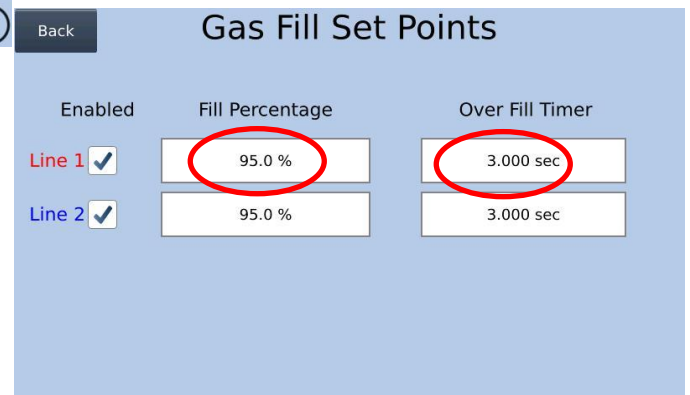 Back
Gas Fill Set Points
Enabled Fill Percentage Over Fill Timer
Line 1 95.0 % 3.000 sec
Line 2 95.0 % 3.000 sec